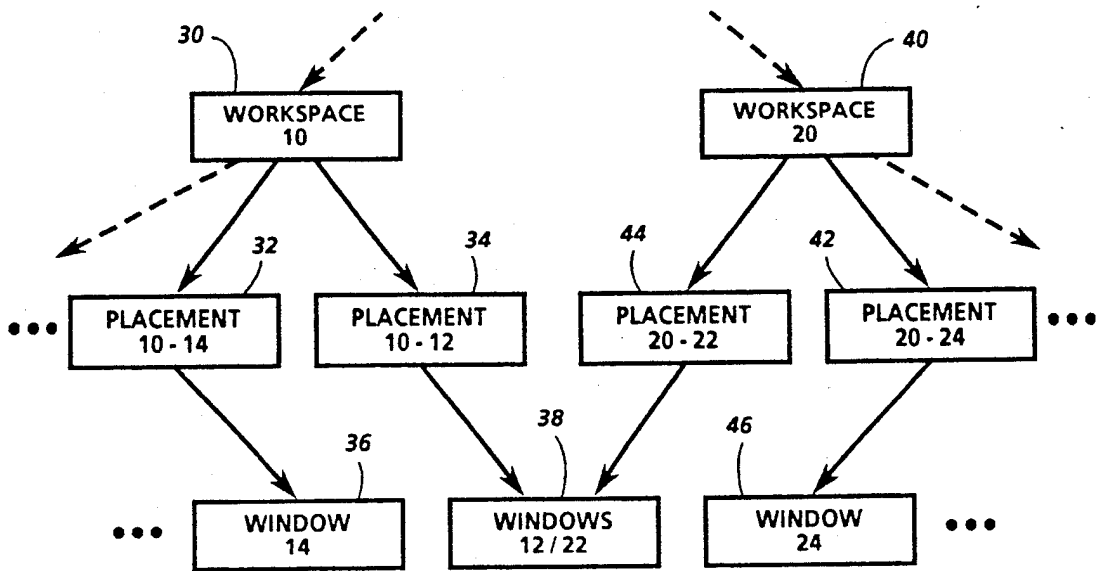 30
40
WORKSPACE
10
WORKSPACE
20
32
34
44
42
PLACEMENT
10 - 14
PLACEMENT
10 - 12
PLACEMENT
20 - 22
PLACEMENT
20 - 24
36
38
46
WINDOW
14
WINDOWS
12 / 22
WINDOW
24